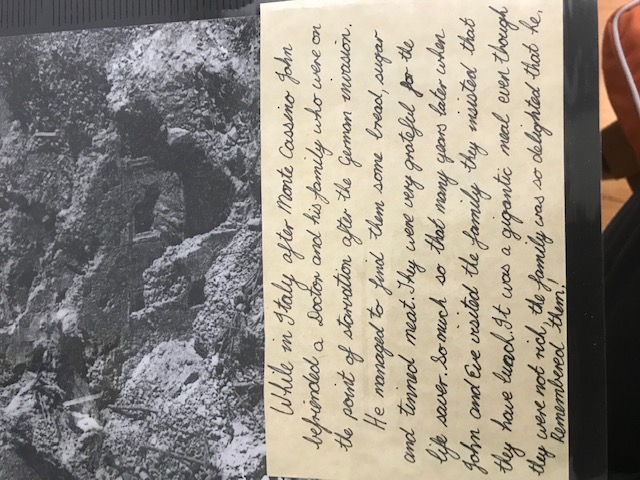 While in Italy after Monte Cassino John
befriended a Doctor and his family who were on
the point of starvation after the German invasion.
He managed to find them some bread, sugar
and tinned meat. They were very grateful for the
life saver. So much so that many years later when
John and Eve visited the family they insisted that
they have lunch. It was a gigantic meal even though
they were not rich, the family was so delighted that he,
Remembered them!